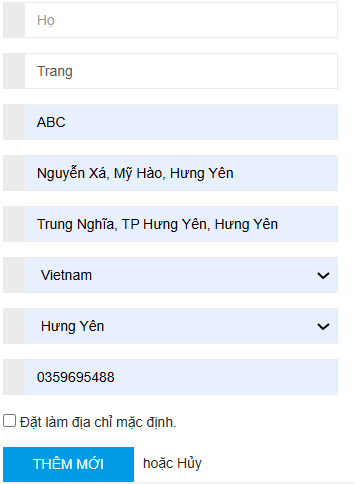 Họ
Trang
ABC
Nguyễn Xá, Mỹ Hào, Hưng Yên
Trung Nghĩa, TP Hưng Yên, Hưng Yên
Vietnam
Hưng Yên
0359695488
Đặt làm địa chỉ mặc định.
THÊM MỚI hoặc Hủy